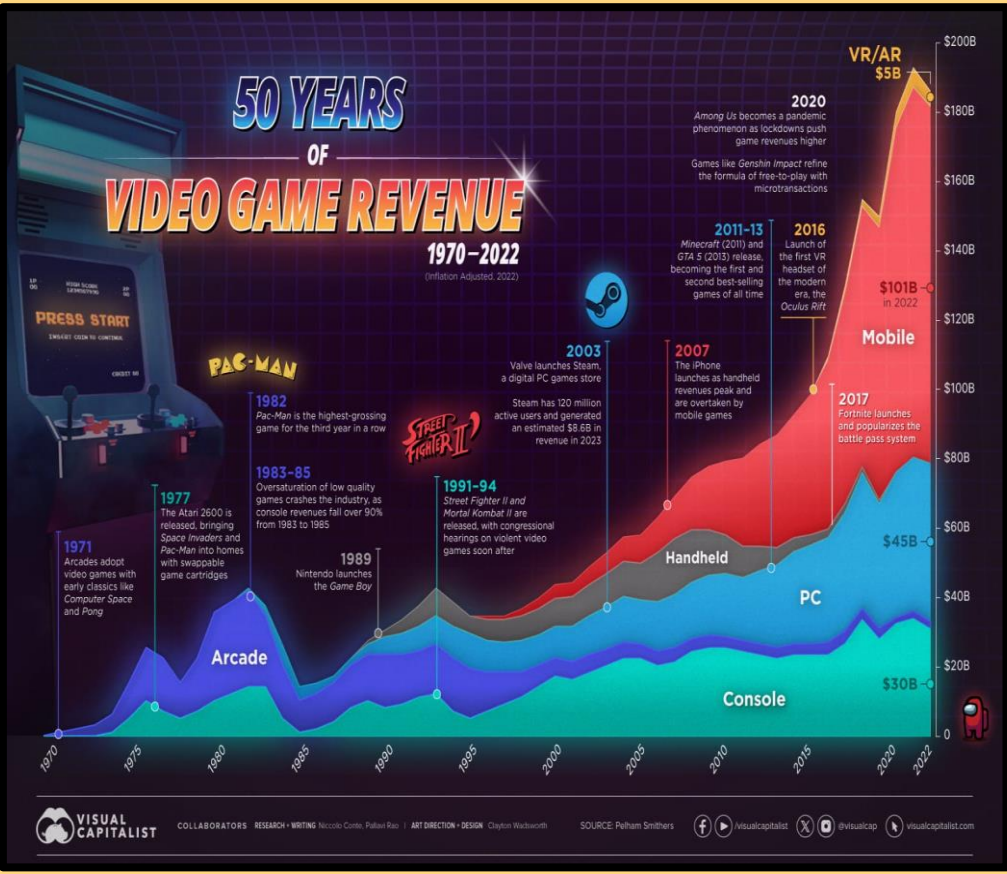 50 YEARS
OF
VIDEO GAME REVENUE
1970–2022
(Inflation Adjusted, 2022)
HIGH SCORE
PRESS START
INSERT COIN TO CONTINUE
PAC-MAN
STREET
FIGHTER II'
1971
Arcades adopt
video games with
early classics like
Computer Space
and Pong
1977
The Atari 2600 is
released, bringing
Space Invaders and
Pac-Man into homes
with swappable
game cartridges
1982
Pac-Man is the highest-grossing
game for the third year in a row
1983–85
Oversaturation of low quality
games crashes the industry, as
console revenues fall over 90%
from 1983 to 1985
1989
Nintendo launches
the Game Boy
1991–94
Street Fighter II and
Mortal Kombat II are
released, with congressional
hearings on violent video
games soon after
2003
Valve launches Steam,
a digital PC games store
Steam has 120 million
active users and generated
an estimated $8.6B in
revenue in 2023
2007
The iPhone
launches as handheld
revenues peak and
are overtaken by
mobile games
2011–13
Minecraft (2011) and
GTA 5 (2013) release,
becoming the first and
second best-selling
games of all time
2016
Launch of
the first VR
headset of
the modern
era, the
Oculus Rift
2017
Fortnite launches
and popularizes the
battle pass system
2020
Among Us becomes a pandemic
phenomenon as lockdowns push
game revenues higher
Games like Genshin Impact refine
the formula of free-to-play with
microtransactions
VR/AR
$5B
$101B
in 2022
Mobile
Handheld
PC
$45B
Arcade
Console
$30B
$200B
$180B
$160B
$140B
$120B
$100B
$80B
$60B
$40B
$20B
0
1970
1975
1980
1985
1990
1995
2000
2005
2010
2015
2020
2022
VISUAL
CAPITALIST
COLLABORATORS RESEARCH + WRITING Niccolo Conte, Pallavi Rao | ART DIRECTION + DESIGN Clayton Wadsworth
SOURCE: Pelham Smithers
/visualcapitalist
@visualcap
visualcapitalist.com